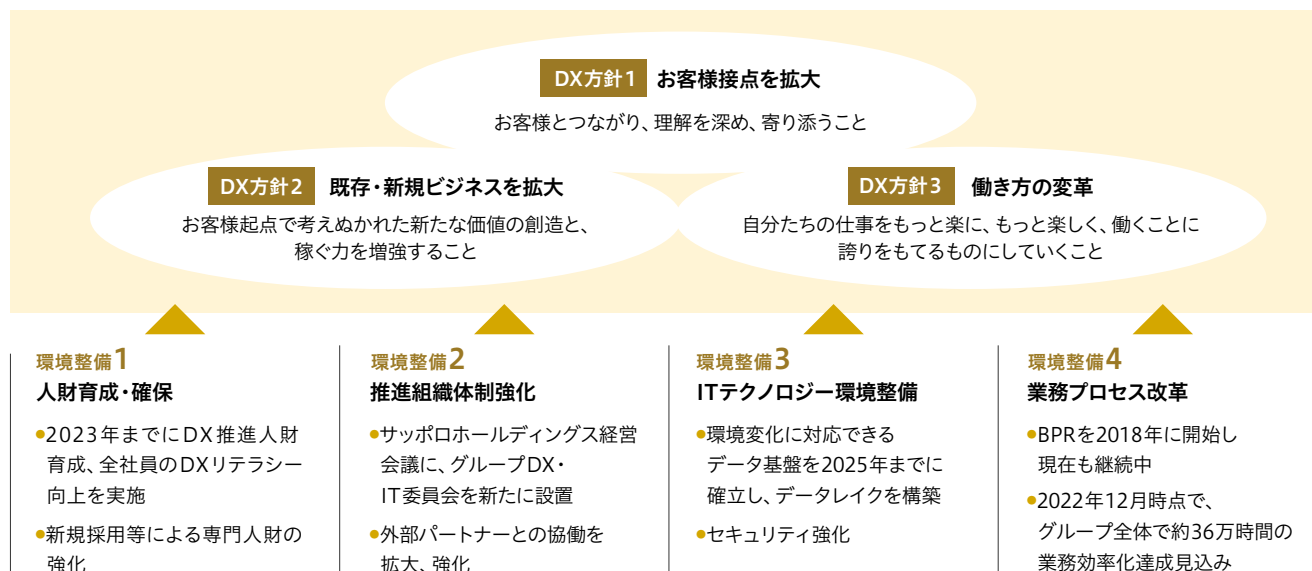 DX方針1 お客様接点を拡大
お客様とつながり、理解を深め、寄り添うこと
DX方針2 既存・新規ビジネスを拡大
お客様起点で考えぬかれた新たな価値の創造と、
稼ぐ力を増強すること
DX方針3 働き方の変革
自分たちの仕事をもっと楽に、もっと楽しく、働くことに
誇りをもてるものにしていくこと
環境整備1
人財育成・確保
●2023年までにDX推進人財
育成、全社員のDXリテラシー
向上を実施
●新規採用等による専門人財の
強化
環境整備2
推進組織体制強化
●サッポロホールディングス経営
会議に、グループDX・
IT委員会を新たに設置
●外部パートナーとの協働を
拡大、強化
環境整備3
ITテクノロジー環境整備
●環境変化に対応できる
データ基盤を2025年までに
確立し、データレイクを構築
●セキュリティ強化
環境整備4
業務プロセス改革
●BPRを2018年に開始し
現在も継続中
●2022年12月時点で、
グループ全体で約36万時間の
業務効率化達成見込み